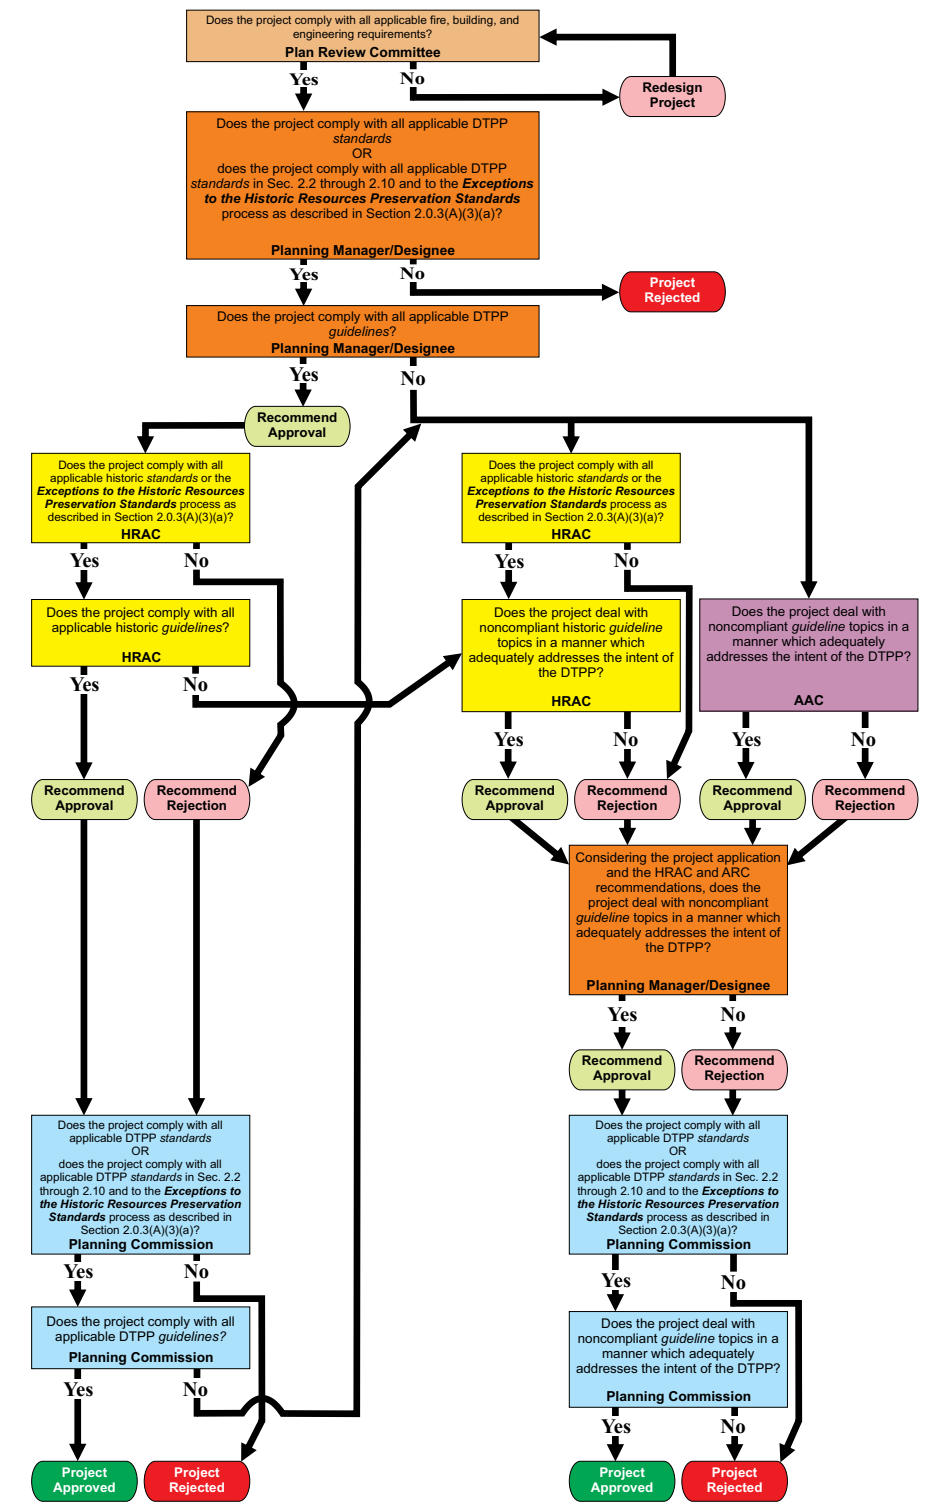 Does the project comply with all applicable fire, building, and
engineering requirements?
Plan Review Committee
Yes
No
Redesign
Project
Does the project comply with all applicable DTPP
standards
OR
does the project comply with all applicable DTPP
standards in Sec. 2.2 through 2.10 and to the Exceptions
to the Historic Resources Preservation Standards
process as described in Section 2.0.3(A)(3)(a)?
Planning Manager/Designee
Yes
No
Project
Rejected
Does the project comply with all applicable DTPP
guidelines?
Planning Manager/Designee
Yes
No
Recommend
Approval
Does the project comply with all
applicable historic standards or the
Exceptions to the Historic Resources
Preservation Standards process as
described in Section 2.0.3(A)(3)(a)?
HRAC
Yes
No
Does the project comply with all
applicable historic guidelines?
HRAC
Yes
No
Recommend
Approval
Recommend
Rejection
Does the project comply with all
applicable historic standards or the
Exceptions to the Historic Resources
Preservation Standards process as
described in Section 2.0.3(A)(3)(a)?
HRAC
Yes
No
Does the project deal with
noncompliant historic guideline
topics in a manner which
adequately addresses the intent of
the DTPP?
HRAC
Yes
No
Does the project deal with
noncompliant guideline topics in a
manner which adequately
addresses the intent of the DTPP?
AAC
Yes
No
Recommend
Approval
Recommend
Rejection
Recommend
Approval
Recommend
Rejection
Considering the project application
and the HRAC and ARC
recommendations, does the
project deal with noncompliant
guideline topics in a manner which
adequately addresses the intent of
the DTPP?
Planning Manager/Designee
Yes
No
Recommend
Approval
Recommend
Rejection
Does the project comply with all
applicable DTPP standards
OR
does the project comply with all
applicable DTPP standards in Sec. 2.2
through 2.10 and to the Exceptions to
the Historic Resources Preservation
Standards process as described in
Section 2.0.3(A)(3)(a)?
Planning Commission
Yes
No
Does the project comply with all
applicable DTPP guidelines?
Planning Commission
Yes
No
Project
Approved
Project
Rejected
Does the project comply with all
applicable DTPP standards
OR
does the project comply with all
applicable DTPP standards in Sec. 2.2
through 2.10 and to the Exceptions to
the Historic Resources Preservation
Standards process as described in
Section 2.0.3(A)(3)(a)?
Planning Commission
Yes
No
Does the project deal with
noncompliant guideline topics in a
manner which adequately
addresses the intent of the DTPP?
Planning Commission
Yes
No
Project
Approved
Project
Rejected